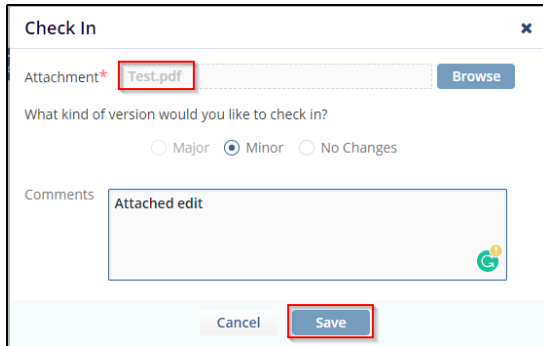 Check In
Attachment* Test.pdf Browse
What kind of version would you like to check in?
Major Minor No Changes
Comments Attached edit
Cancel Save